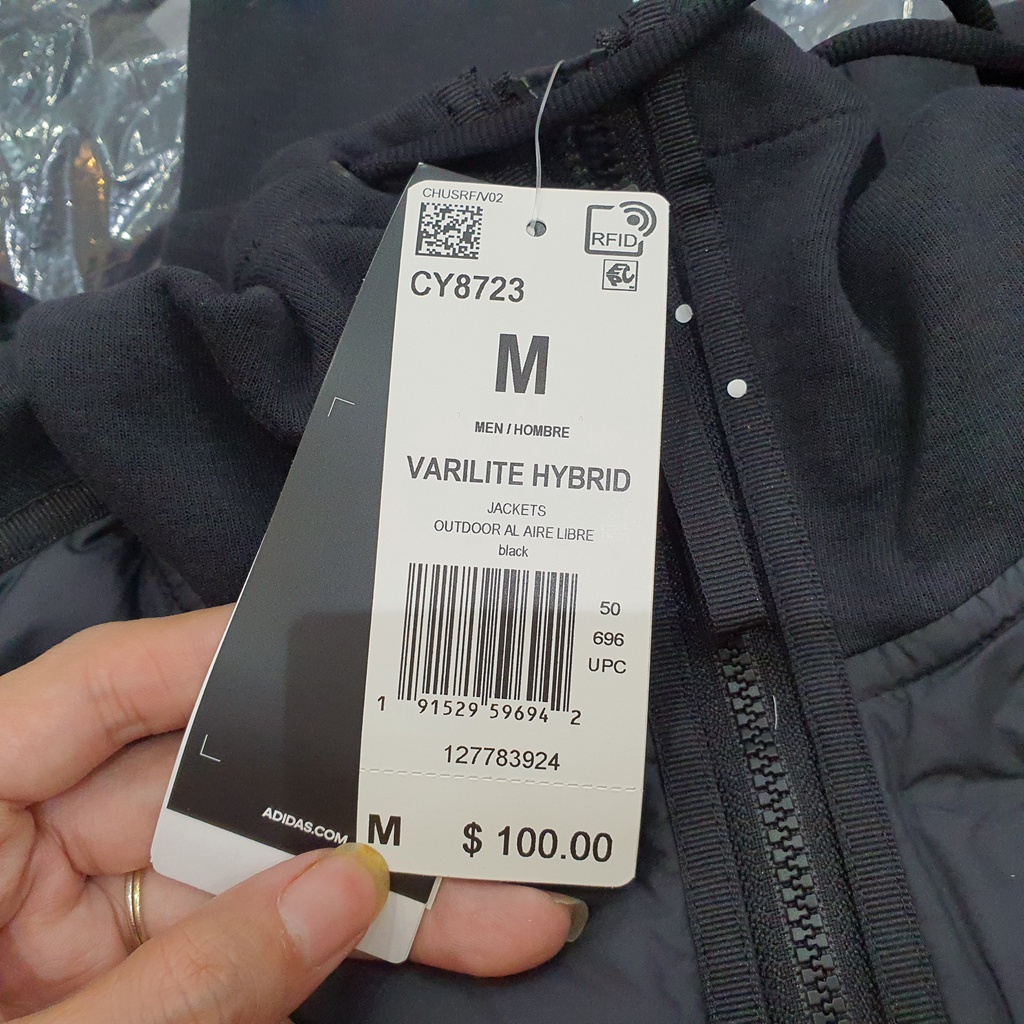 CHUSRF/V02
RFID
CY8723
M
MEN / HOMBRE
VARILITE HYBRID
JACKETS
OUTDOOR AL AIRE LIBRE
black
50
696
UPC
1 91529 59694 2
127783924
M $ 100.00
ADIDAS.COM